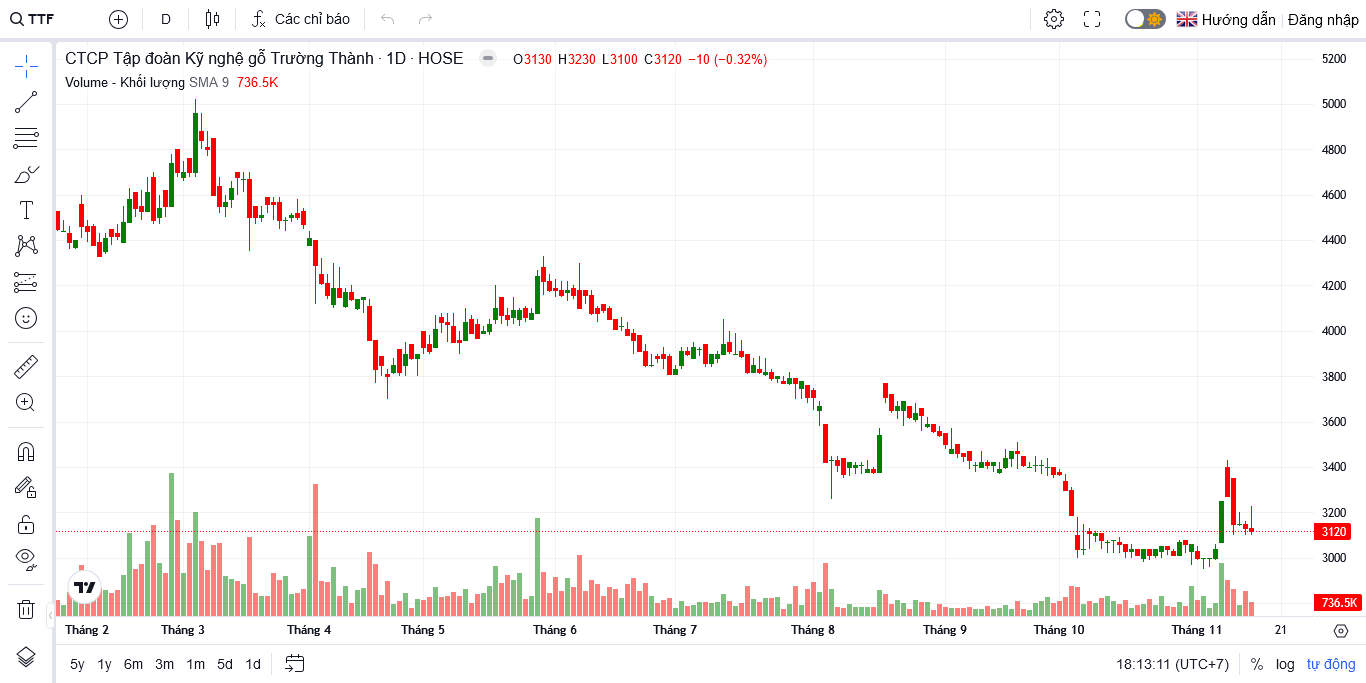 TTF D Các chỉ báo Hướng dẫn Đăng nhập
CTCP Tập đoàn Kỹ nghệ gỗ Trường Thành · 1D · HOSE O3130 H3230 L3100 C3120 −10 (−0.32%)
Volume - Khối lượng SMA 9 736.5K
5200
5000
4800
4600
4400
4200
4000
3800
3600
3400
3200
3120
3000
736.5K
Tháng 2 Tháng 3 Tháng 4 Tháng 5 Tháng 6 Tháng 7 Tháng 8 Tháng 9 Tháng 10 Tháng 11 21
5y 1y 6m 3m 1m 5d 1d 18:13:11 (UTC+7) % log tự động